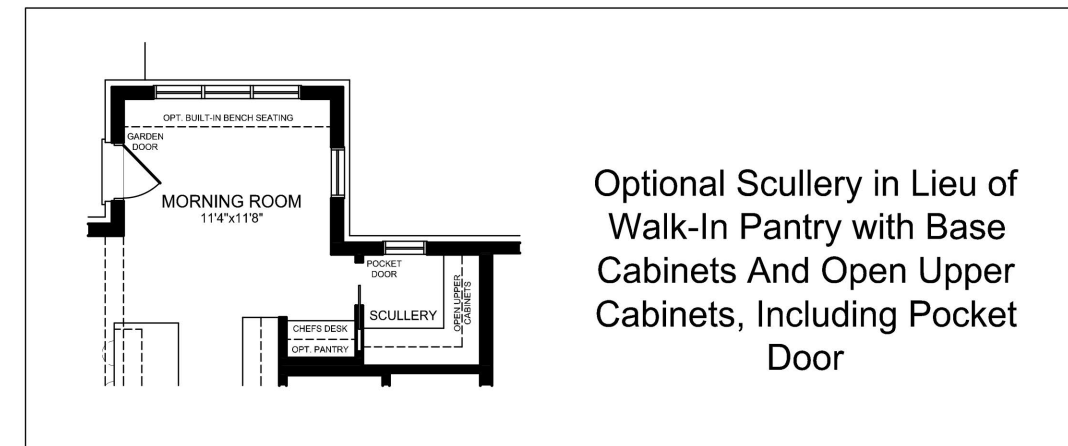 OPT. BUILT-IN BENCH SEATING
GARDEN
DOOR
MORNING ROOM
11'4"x11'8"
POCKET
DOOR
SCULLERY
OPEN UPPER
CABINETS
CHEFS DESK
OPT. PANTRY
Optional Scullery in Lieu of
Walk-In Pantry with Base
Cabinets And Open Upper
Cabinets, Including Pocket
Door